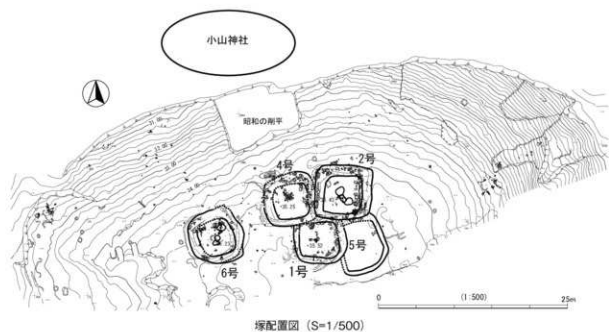 小山神社
昭和の削平
4号
2号
6号
1号
5号
0
(1:500)
25m
塚配置図 (S=1/500)